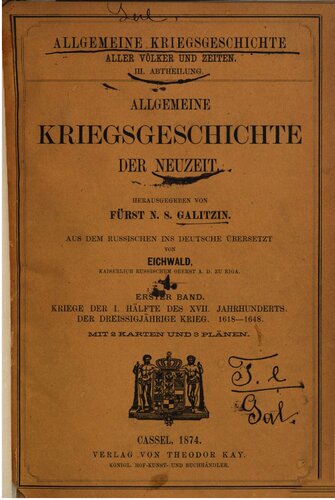 ALLGEMEINE KRIEGSGESCHICHTE
ALLER VÖLKER UND ZEITEN.
III. ABTHEILUNG.
ALLGEMEINE
KRIEGSGESCHICHTE
DER NEUZEIT.
HERAUSGEGEBEN VON
FÜRST N. S. GALITZIN.
AUS DEM RUSSISCHEN INS DEUTSCHE ÜBERSETZT
VON
EICHWALD,
KAISERLICH RUSSISCHEM OBERST A. D. ZU RIGA.
ERSTER BAND.
KRIEGE DER I. HÄLFTE DES XVII. JAHRHUNDERTS.
DER DREISSIGJÄHRIGE KRIEG. 1618—1648.
MIT 2 KARTEN UND 3 PLÄNEN.
Gal.
CASSEL, 1874.
VERLAG VON THEODOR KAY.
KÖNIGL. HOF-KUNST- UND BUCHHÄNDLER.